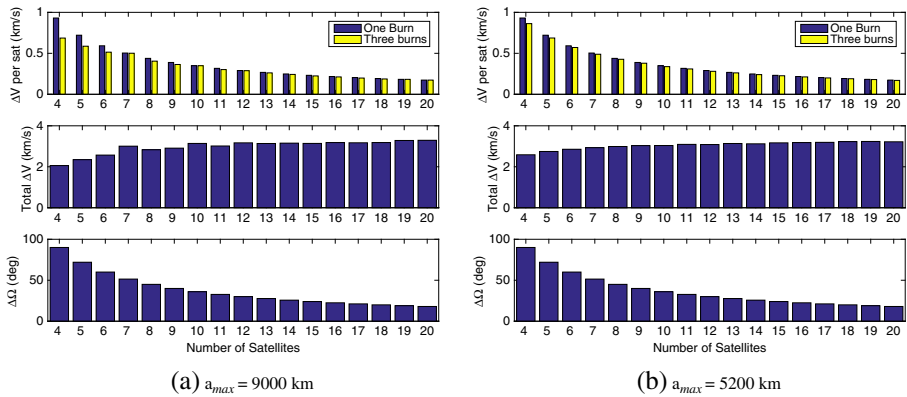 ΔV per sat (km/s)
1
0.5
0
One Burn
Three burns
4 5 6 7 8 9 10 11 12 13 14 15 16 17 18 19 20
Total ΔV (km/s)
4
2
0
4 5 6 7 8 9 10 11 12 13 14 15 16 17 18 19 20
ΔΩ (deg)
100
50
0
4 5 6 7 8 9 10 11 12 13 14 15 16 17 18 19 20
Number of Satellites
(a) amax = 9000 km
ΔV per sat (km/s)
1
0.5
0
One Burn
Three burns
4 5 6 7 8 9 10 11 12 13 14 15 16 17 18 19 20
Total ΔV (km/s)
4
2
0
4 5 6 7 8 9 10 11 12 13 14 15 16 17 18 19 20
ΔΩ (deg)
100
50
0
4 5 6 7 8 9 10 11 12 13 14 15 16 17 18 19 20
Number of Satellites
(b) amax = 5200 km